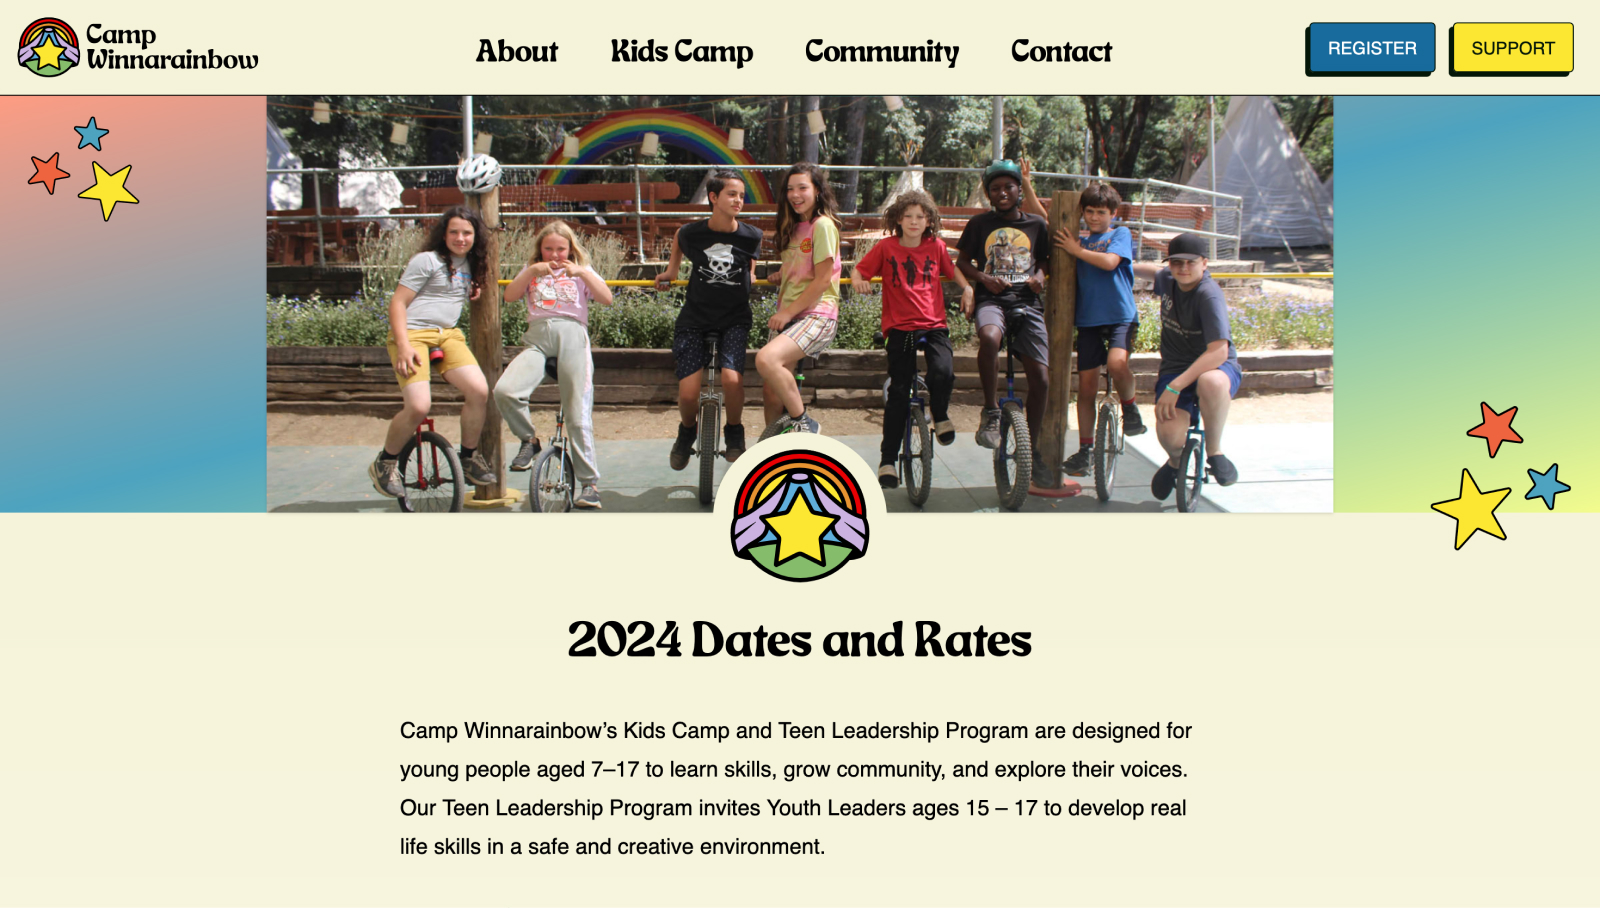 Camp
Winnarainbow
About
Kids Camp
Community
Contact
REGISTER
SUPPORT
2024 Dates and Rates
Camp Winnarainbow’s Kids Camp and Teen Leadership Program are designed for
young people aged 7–17 to learn skills, grow community, and explore their voices.
Our Teen Leadership Program invites Youth Leaders ages 15 – 17 to develop real
life skills in a safe and creative environment.